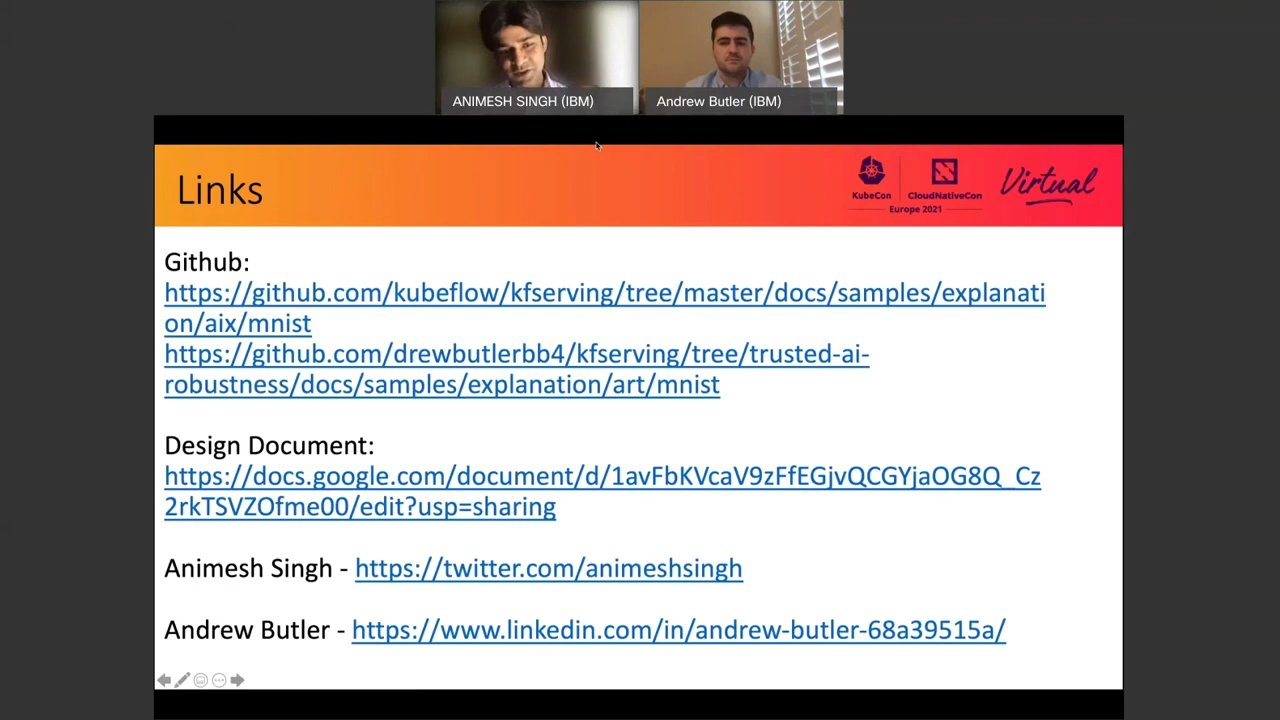 ANIMESH SINGH (IBM)
Andrew Butler (IBM)
Links
KubeCon
CloudNativeCon
Europe 2021
Virtual
Github:
https://github.com/kubeflow/kfserving/tree/master/docs/samples/explanati
on/aix/mnist
https://github.com/drewbutlerbb4/kfserving/tree/trusted-ai-
robustness/docs/samples/explanation/art/mnist
Design Document:
https://docs.google.com/document/d/1avFbKVcaV9zFfEGjvQCGYjaOG8Q_Cz
2rkTSVZOfme00/edit?usp=sharing
Animesh Singh - https://twitter.com/animeshsingh
Andrew Butler - https://www.linkedin.com/in/andrew-butler-68a39515a/